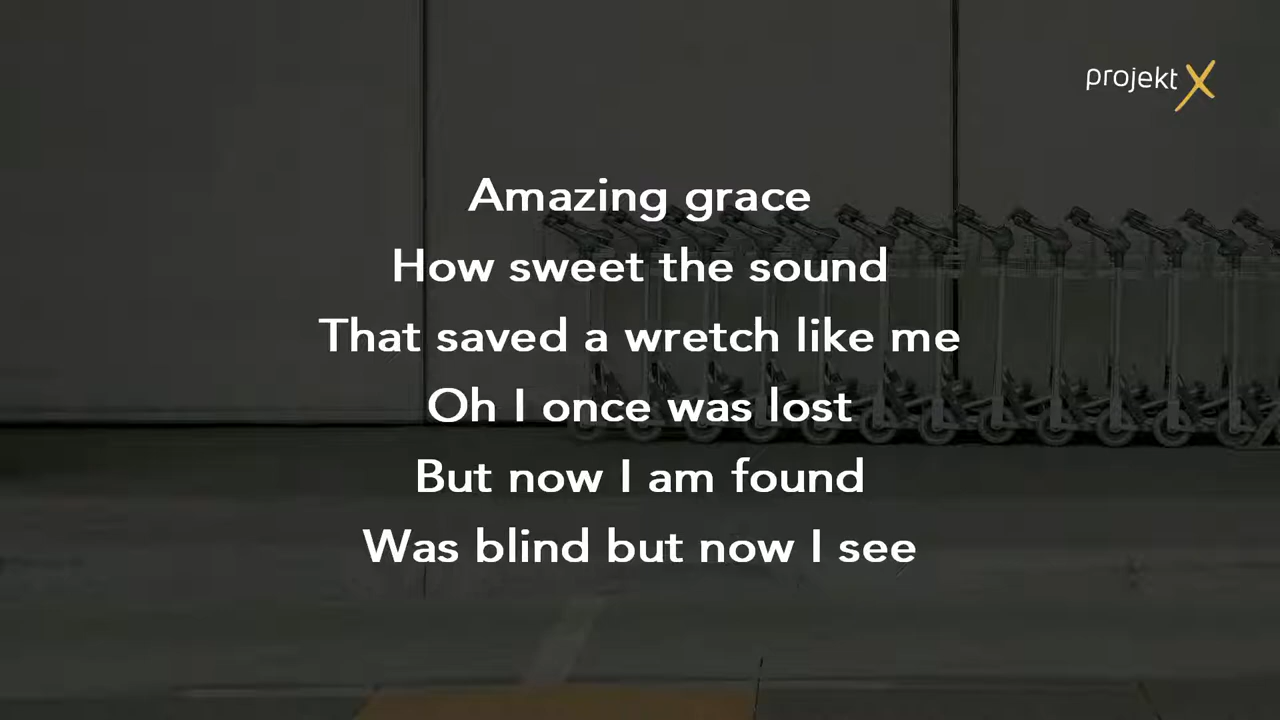 projekt X
Amazing grace
How sweet the sound
That saved a wretch like me
Oh I once was lost
But now I am found
Was blind but now I see